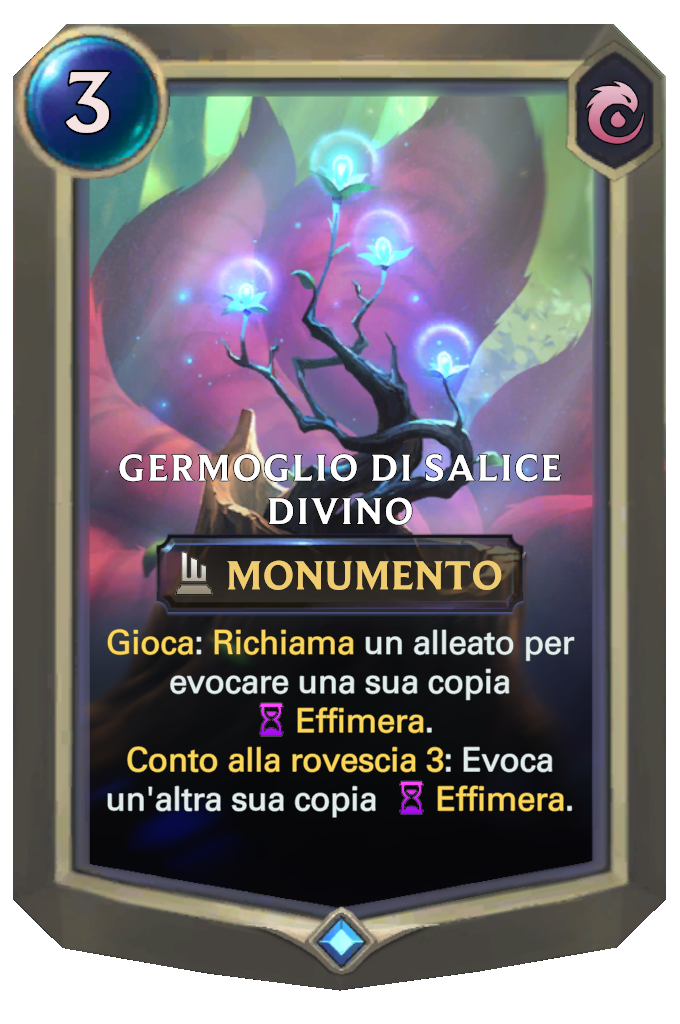 3
GERMOGLIO DI SALICE
DIVINO
MONUMENTO
Gioca: Richiama un alleato per
evocare una sua copia
Effimera.
Conto alla rovescia 3: Evoca
un'altra sua copia Effimera.